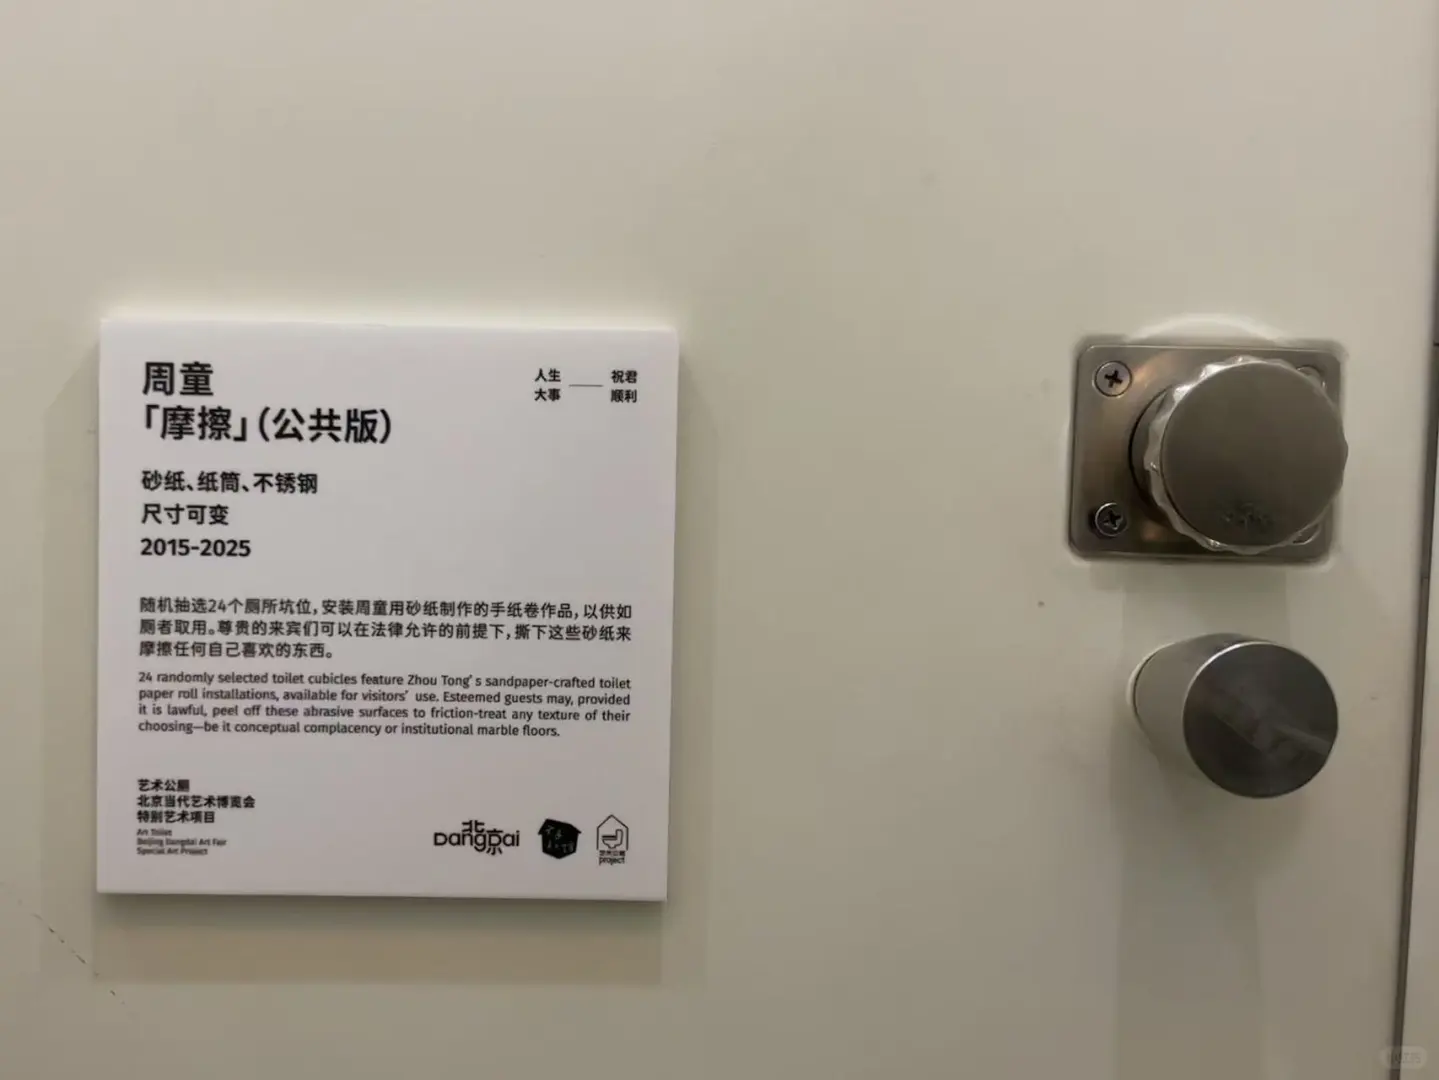 周童
「摩擦」（公共版）
人生 —— 祝君
大事 顺利
砂纸、纸筒、不锈钢
尺寸可变
2015-2025
随机抽选24个厕所坑位，安装周童用砂纸制作的手纸卷作品，以供如
厕者取用。尊贵的来宾们可以在法律允许的前提下，撕下这些砂纸来
摩擦任何自己喜欢的东西。
24 randomly selected toilet cubicles feature Zhou Tong's sandpaper-crafted toilet
paper roll installations, available for visitors' use. Esteemed guests may, provided
it is lawful, peel off these abrasive surfaces to friction-treat any texture of their
choosing—be it conceptual complacency or institutional marble floors.
艺术公厕
北京当代艺术博览会
特别艺术项目
Art Toilet
Beijing Dangdai Art Fair
Special Art Project
北京
DangDai
project